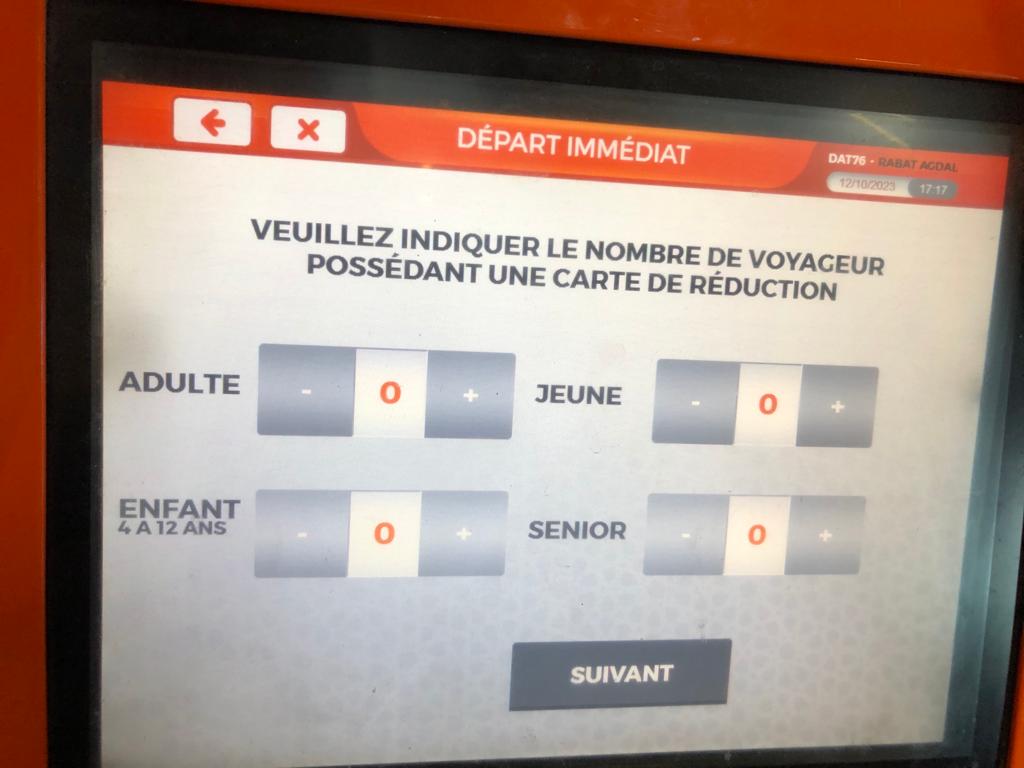 DÉPART IMMÉDIAT
DAT76 - RABAT AGDAL
12/10/2023 17:17
VEUILLEZ INDIQUER LE NOMBRE DE VOYAGEUR
POSSÉDANT UNE CARTE DE RÉDUCTION
ADULTE - 0 + JEUNE - 0 +
ENFANT
4 A 12 ANS - 0 + SENIOR - 0 +
SUIVANT